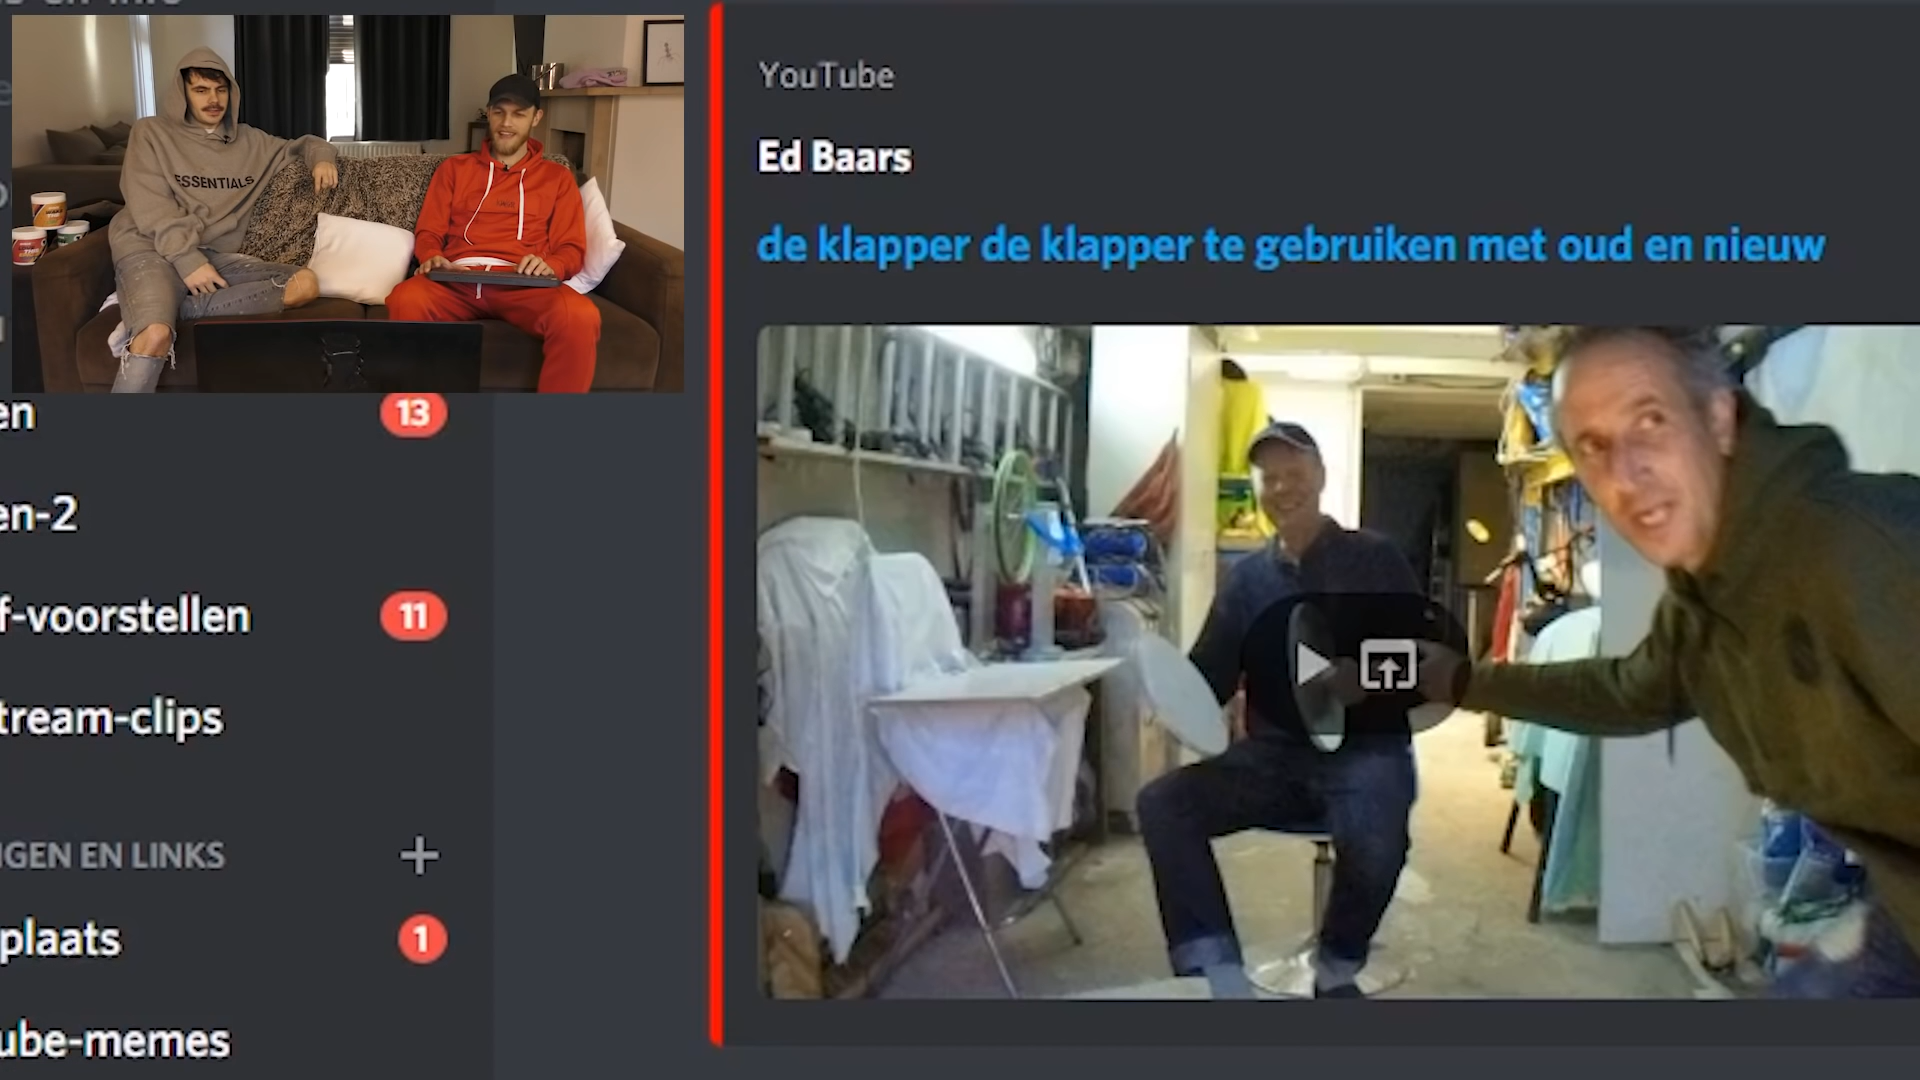 ESSENTIALS
YouTube
Ed Baars
de klapper de klapper te gebruiken met oud en nieuw
en
13
en-2
f-voorstellen
11
tream-clips
GEN EN LINKS
plaats
1
ube-memes